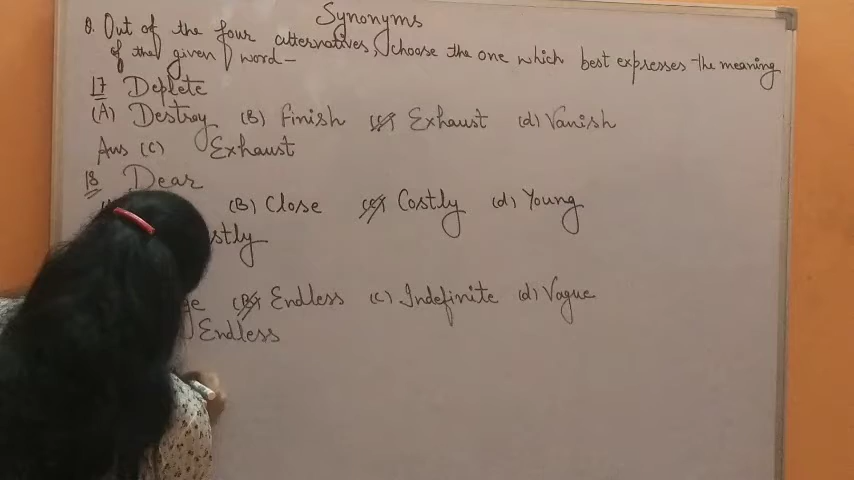 Synonyms
Q. Out of the four alternatives, choose the one which best expresses the meaning
of the given word-
17 Deplete
(A) Destroy (B) Finish (c) Exhaust (d) Vanish
Ans (c) Exhaust
18 Dear
(B) Close (c) Costly (d) Young
stly
ge (B) Endless (c) Indefinite (d) Vague
Endless